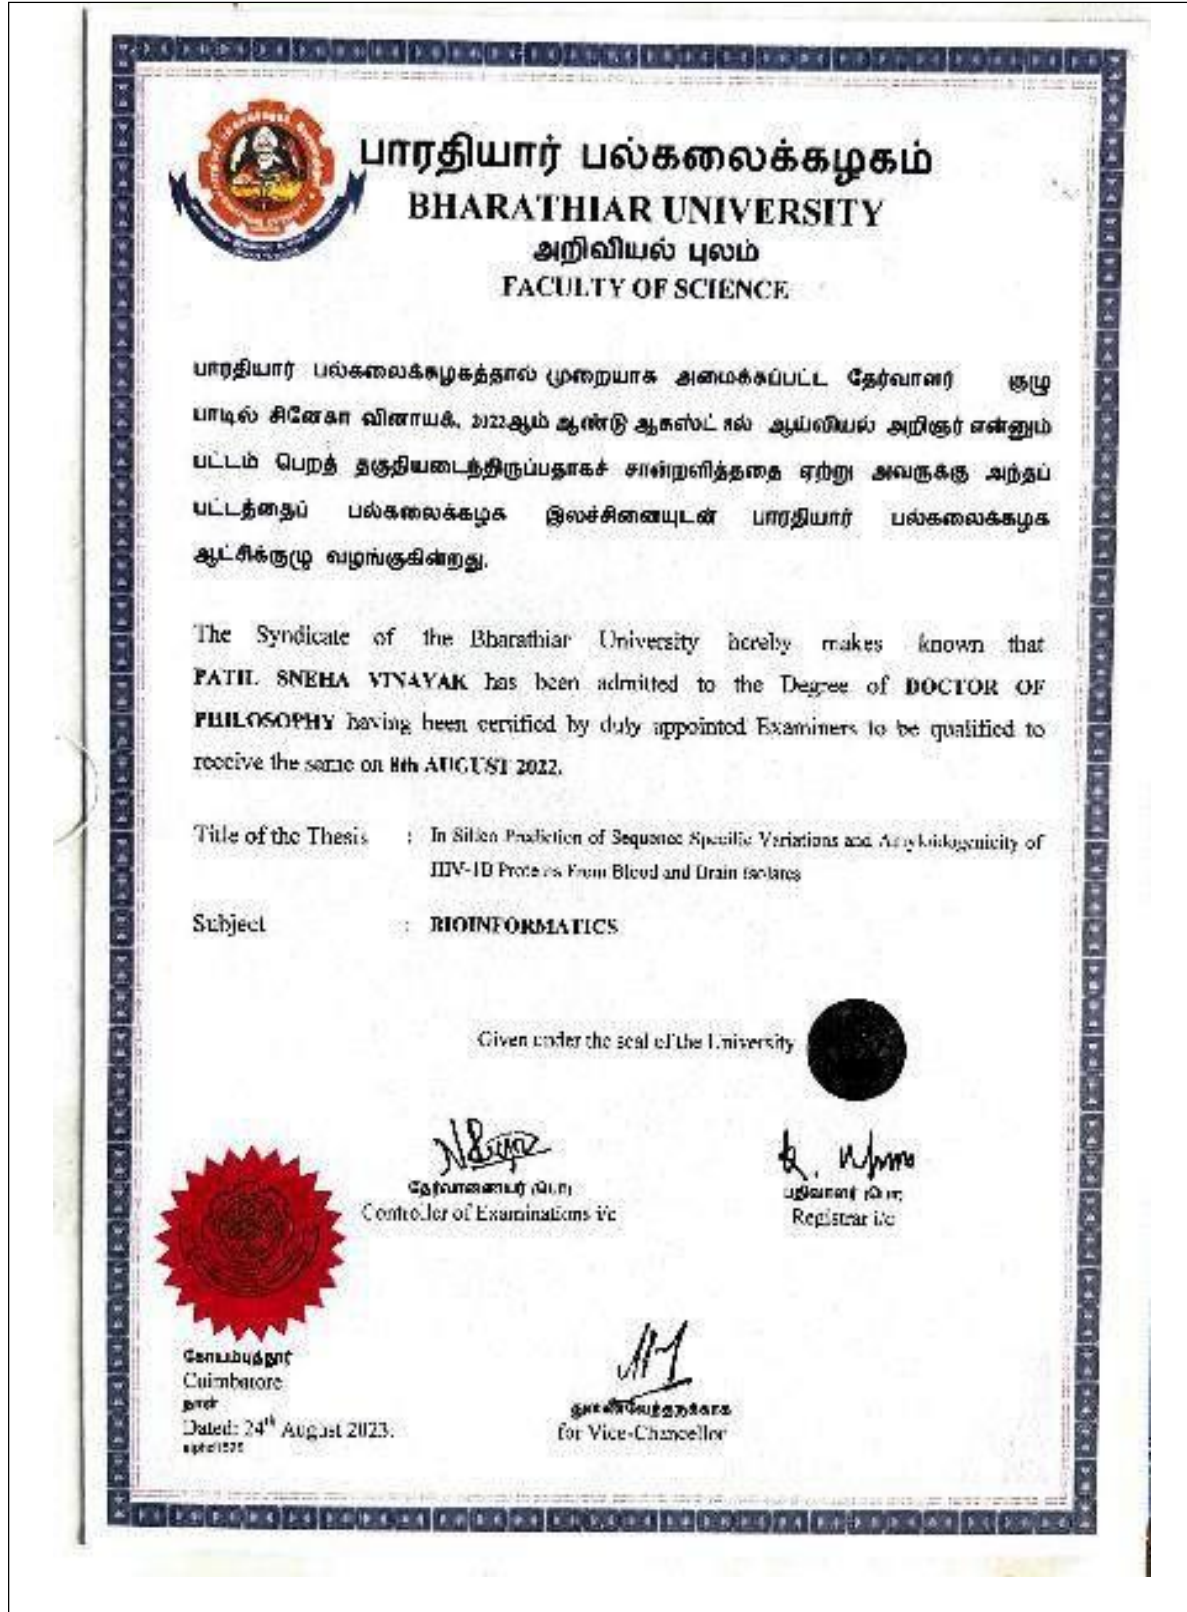 பாரதியார் பல்கலைக்கழகம்
BHARATHIAR UNIVERSITY
அறிவியல் புலம்
FACULTY OF SCIENCE
பாரதியார் பல்கலைக்கழகத்தால் முறையாக அமைக்கப்பட்ட தேர்வாளர் குழு
பாடில் சினேகா வினாயக், 2022ஆம் ஆண்டு ஆகஸ்ட் 8ல் ஆய்வியல் அறிஞர் என்னும்
பட்டம் பெறத் தகுதியடைந்திருப்பதாகச் சான்றளித்ததை ஏற்று அவருக்கு அந்தப்
பட்டத்தைப் பல்கலைக்கழக இலச்சினையுடன் பாரதியார் பல்கலைக்கழக
ஆட்சிக்குழு வழங்குகின்றது.
The Syndicate of the Bharathiar University hereby makes known that
PATIL SNEHA VINAYAK has been admitted to the Degree of DOCTOR OF
PHILOSOPHY having been certified by duly appointed Examiners to be qualified to
receive the same on 8th AUGUST 2022.
Title of the Thesis : In Silico Prediction of Sequence Specific Variations and Amyloidogenicity of
HIV-1B Proteins From Blood and Brain Isolates
Subject : BIOINFORMATICS
Given under the seal of the University
தேர்வாணையர் (பொ)
Controller of Examinations i/c
பதிவாளர் (பொ)
Registrar i/c
கோயம்புத்தூர்
Coimbatore
நாள்
Dated: 24th August 2023.
துணைவேந்தருக்காக
for Vice-Chancellor